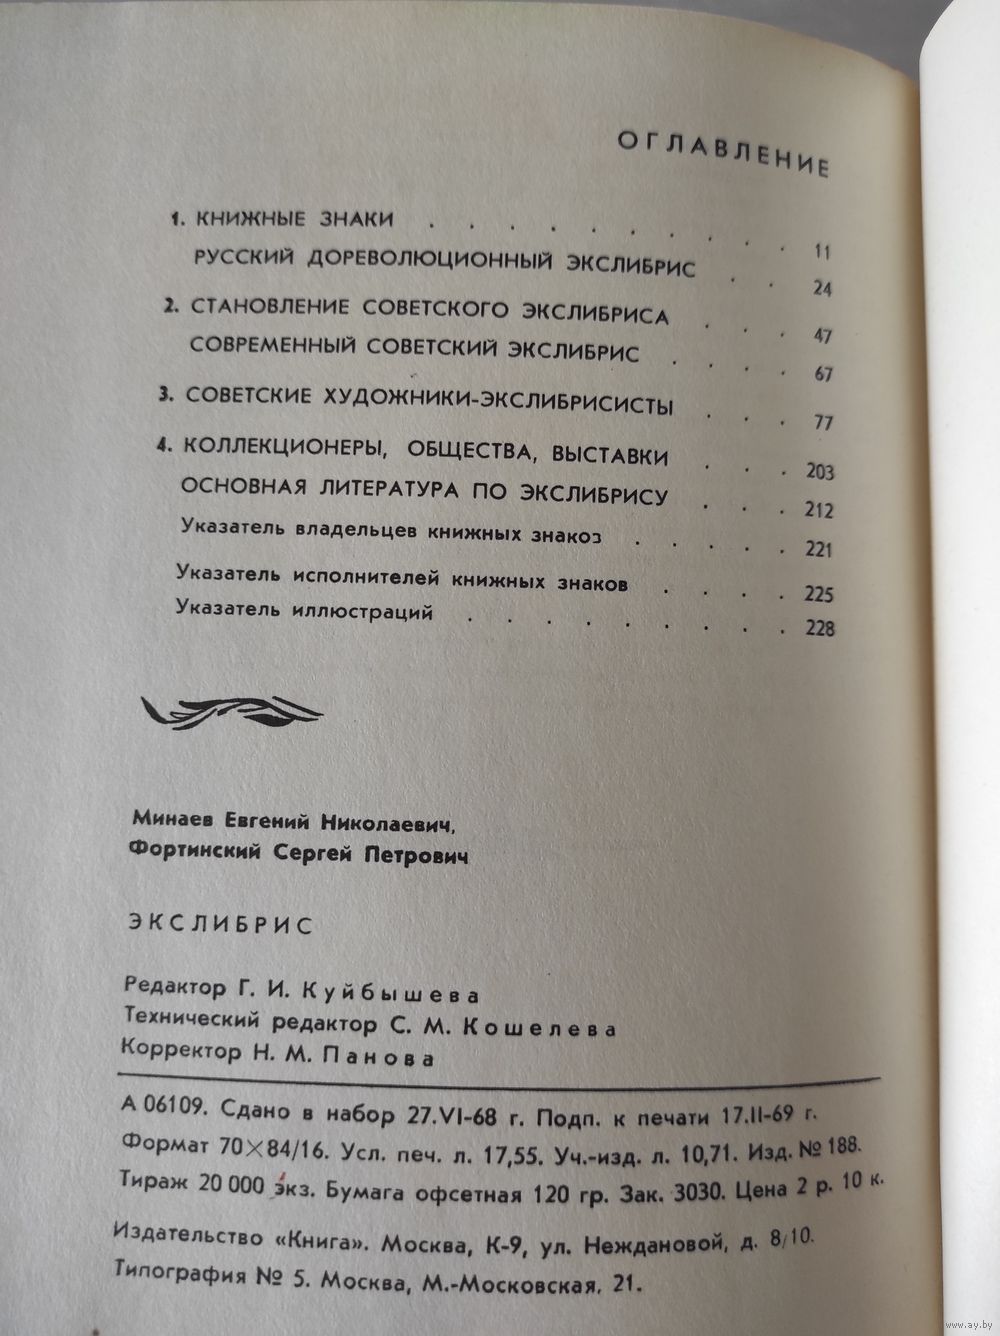 ОГЛАВЛЕНИЕ
1. КНИЖНЫЕ ЗНАКИ . . . . . . . . . . 11
РУССКИЙ ДОРЕВОЛЮЦИОННЫЙ ЭКСЛИБРИС . . 24
2. СТАНОВЛЕНИЕ СОВЕТСКОГО ЭКСЛИБРИСА . . . 47
СОВРЕМЕННЫЙ СОВЕТСКИЙ ЭКСЛИБРИС . . . . 67
3. СОВЕТСКИЕ ХУДОЖНИКИ-ЭКСЛИБРИСИСТЫ . . . 77
4. КОЛЛЕКЦИОНЕРЫ, ОБЩЕСТВА, ВЫСТАВКИ . . . 203
ОСНОВНАЯ ЛИТЕРАТУРА ПО ЭКСЛИБРИСУ . . . 212
Указатель владельцев книжных знаков . . . . . 221
Указатель исполнителей книжных знаков . . . . 225
Указатель иллюстраций . . . . . . . . . 228
Минаев Евгений Николаевич,
Фортинский Сергей Петрович
ЭКСЛИБРИС
Редактор Г. И. Куйбышева
Технический редактор С. М. Кошелева
Корректор Н. М. Панова
А 06109. Сдано в набор 27.VI-68 г. Подп. к печати 17.II-69 г.
Формат 70×84/16. Усл. печ. л. 17,55. Уч.-изд. л. 10,71. Изд. № 188.
Тираж 20 000 экз. Бумага офсетная 120 гр. Зак. 3030. Цена 2 р. 10 к.
Издательство «Книга». Москва, К-9, ул. Неждановой, д. 8/10.
Типография № 5. Москва, М.-Московская, 21.
www.ay.by